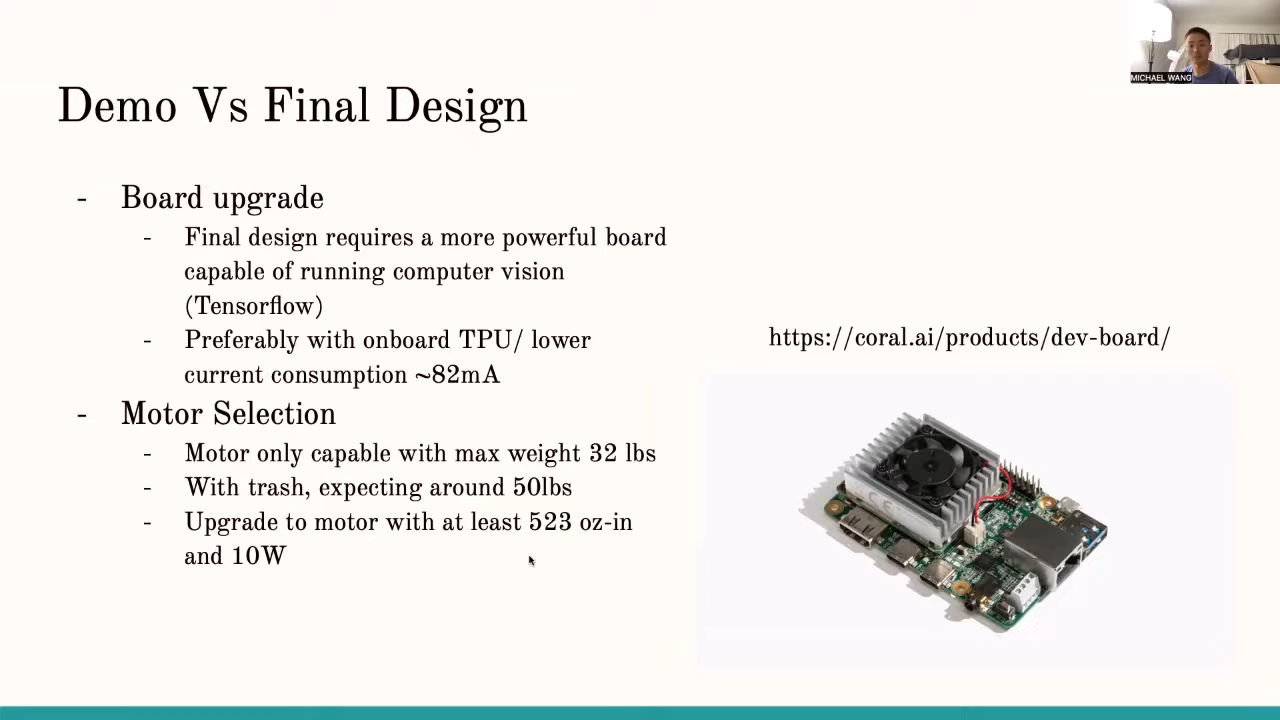 MICHAEL WANG
Demo Vs Final Design
- Board upgrade
- Final design requires a more powerful board
capable of running computer vision
(Tensorflow)
- Preferably with onboard TPU/ lower
current consumption ~82mA
- Motor Selection
- Motor only capable with max weight 32 lbs
- With trash, expecting around 50lbs
- Upgrade to motor with at least 523 oz-in
and 10W
https://coral.ai/products/dev-board/